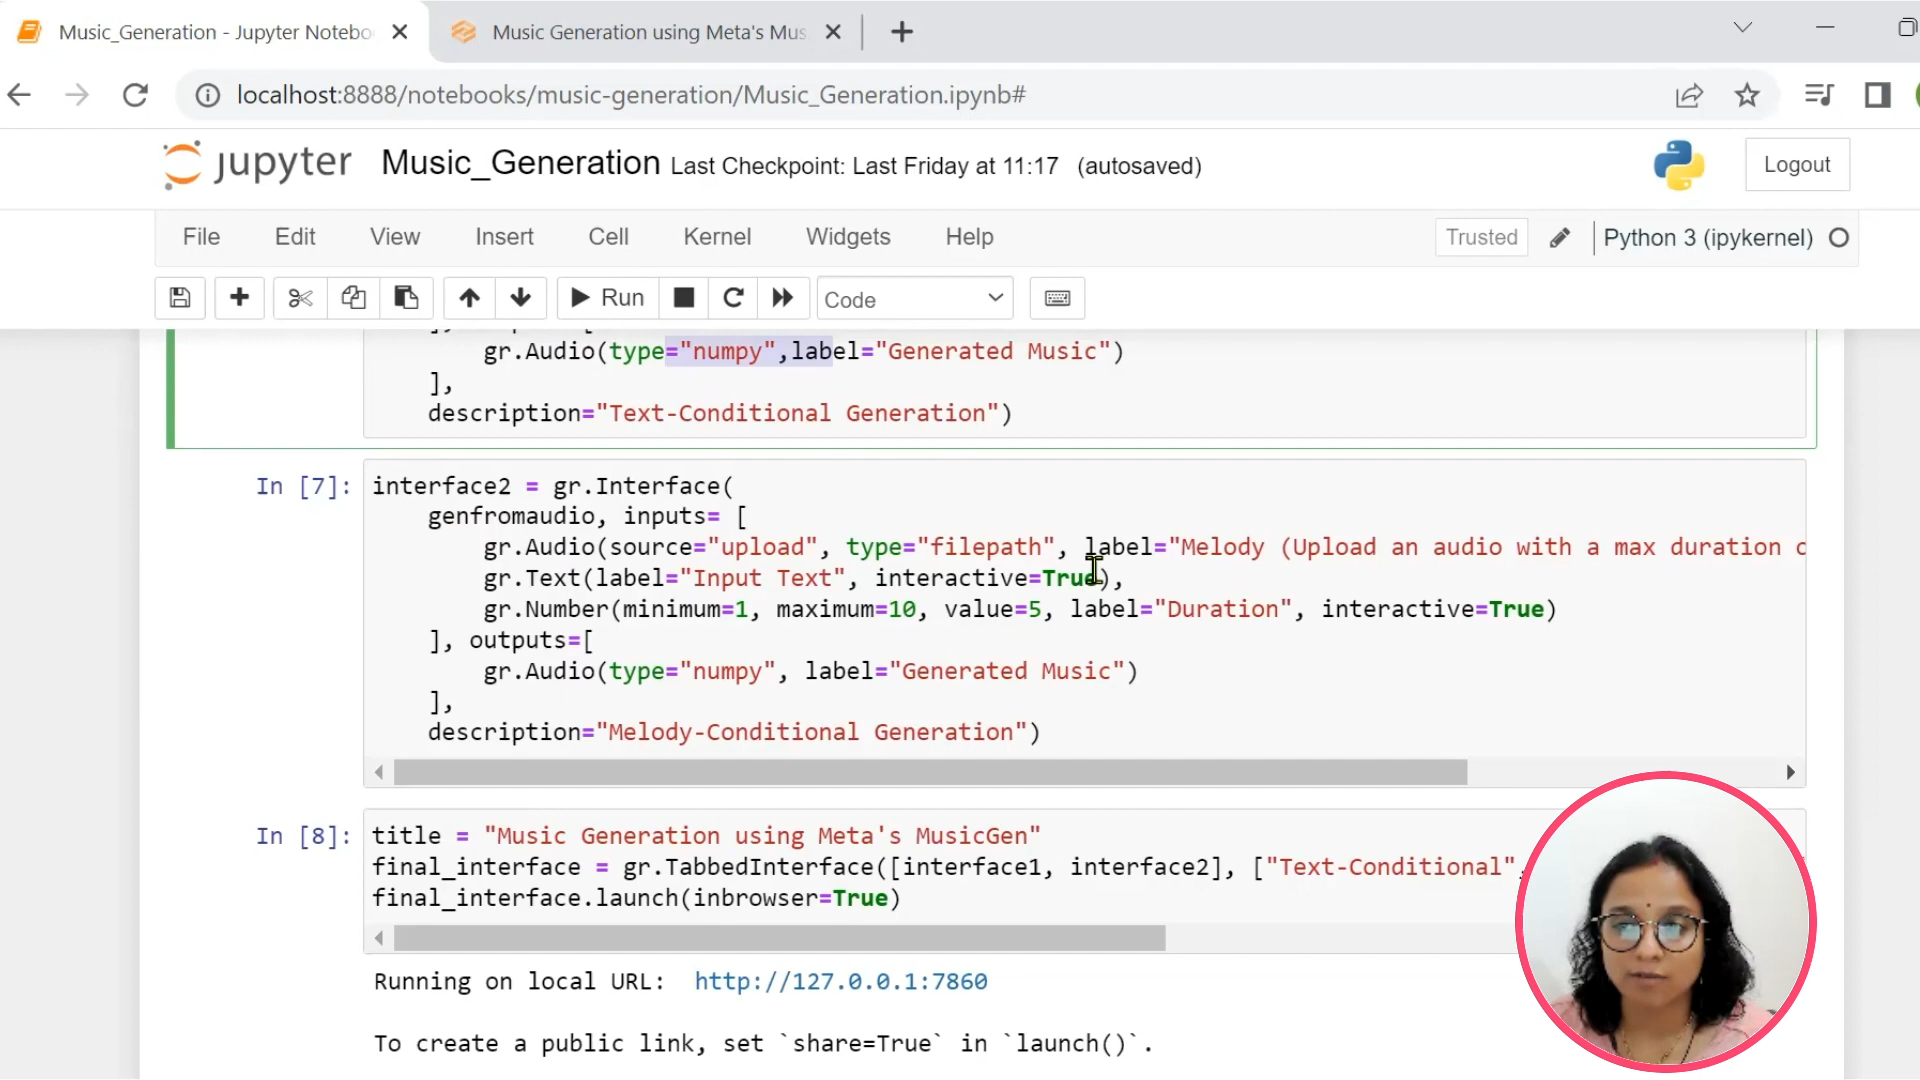 Music_Generation - Jupyter Notebo
Music Generation using Meta's Mus
localhost:8888/notebooks/music-generation/Music_Generation.ipynb#
jupyter Music_Generation Last Checkpoint: Last Friday at 11:17 (autosaved)
Logout
File Edit View Insert Cell Kernel Widgets Help
Trusted
Python 3 (ipykernel)
Run
Code
gr.Audio(type="numpy",label="Generated Music")
],
description="Text-Conditional Generation")
In [7]:
interface2 = gr.Interface(
genfromaudio, inputs= [
gr.Audio(source="upload", type="filepath", label="Melody (Upload an audio with a max duration
gr.Text(label="Input Text", interactive=True),
gr.Number(minimum=1, maximum=10, value=5, label="Duration", interactive=True)
], outputs=[
gr.Audio(type="numpy", label="Generated Music")
],
description="Melody-Conditional Generation")
In [8]:
title = "Music Generation using Meta's MusicGen"
final_interface = gr.TabbedInterface([interface1, interface2], ["Text-Conditional",
final_interface.launch(inbrowser=True)
Running on local URL: http://127.0.0.1:7860
To create a public link, set `share=True` in `launch()`.